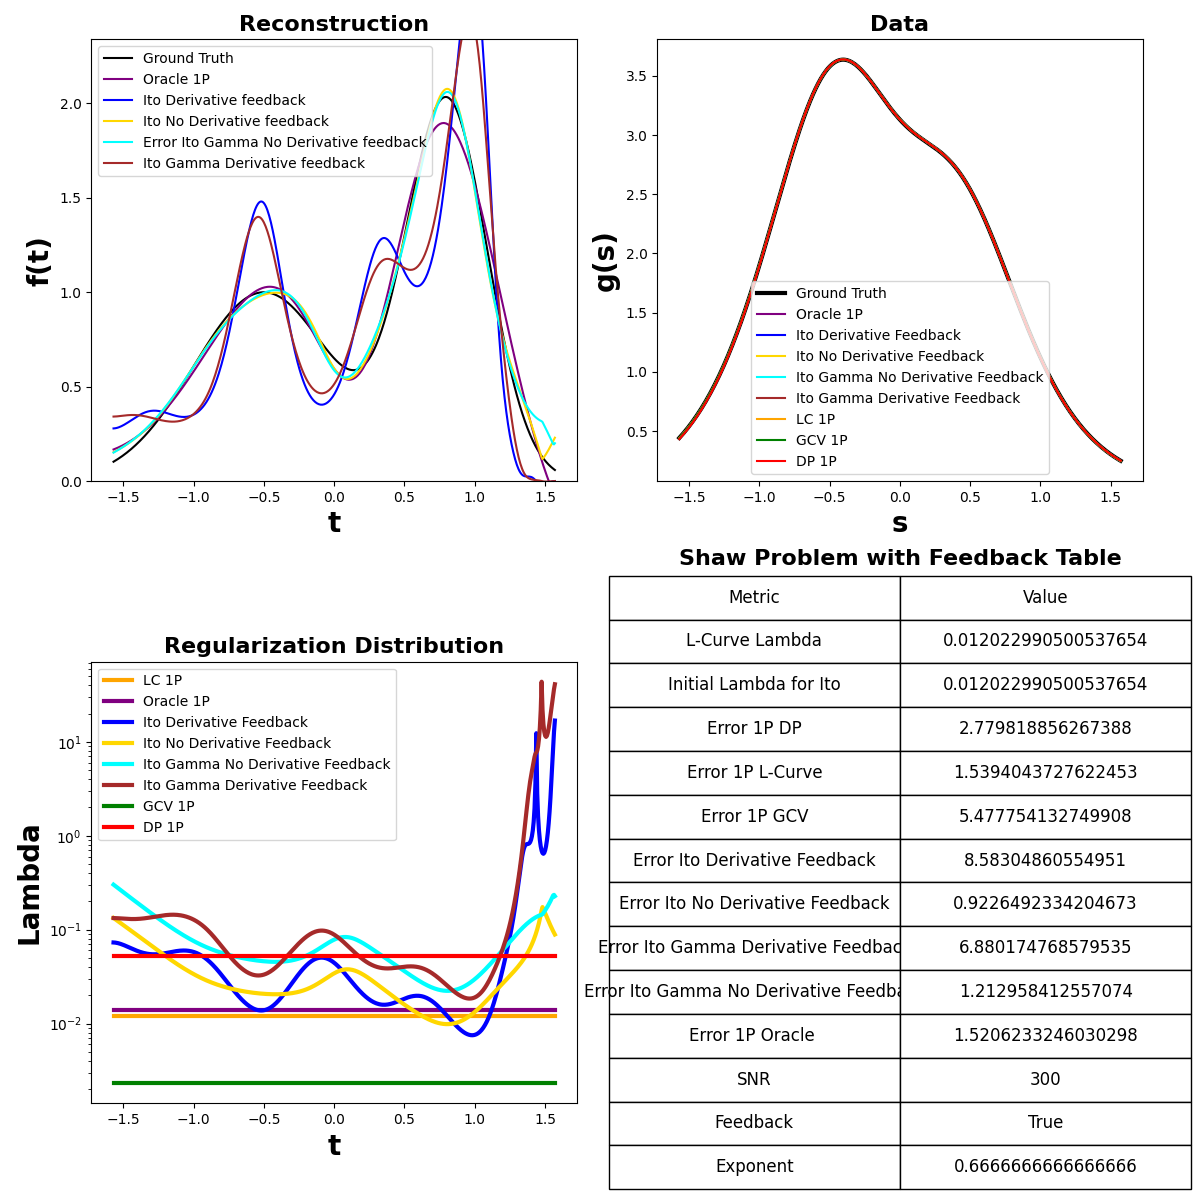 Reconstruction
Ground Truth
Oracle 1P
Ito Derivative feedback
Ito No Derivative feedback
Error Ito Gamma No Derivative feedback
Ito Gamma Derivative feedback
2.0
1.5
1.0
0.5
0.0
f(t)
−1.5 −1.0 −0.5 0.0 0.5 1.0 1.5
t
Data
3.5
3.0
2.5
2.0
1.5
1.0
0.5
g(s)
Ground Truth
Oracle 1P
Ito Derivative Feedback
Ito No Derivative Feedback
Ito Gamma No Derivative Feedback
Ito Gamma Derivative Feedback
LC 1P
GCV 1P
DP 1P
−1.5 −1.0 −0.5 0.0 0.5 1.0 1.5
s
Regularization Distribution
LC 1P
Oracle 1P
Ito Derivative Feedback
Ito No Derivative Feedback
Ito Gamma No Derivative Feedback
Ito Gamma Derivative Feedback
GCV 1P
DP 1P
10¹
10⁰
10⁻¹
10⁻²
Lambda
−1.5 −1.0 −0.5 0.0 0.5 1.0 1.5
t
Shaw Problem with Feedback Table
Metric Value
L-Curve Lambda 0.012022990500537654
Initial Lambda for Ito 0.012022990500537654
Error 1P DP 2.779818856267388
Error 1P L-Curve 1.5394043727622453
Error 1P GCV 5.477754132749908
Error Ito Derivative Feedback 8.58304860554951
Error Ito No Derivative Feedback 0.9226492334204673
Error Ito Gamma Derivative Feedbac 6.880174768579535
Error Ito Gamma No Derivative Feedba 1.212958412557074
Error 1P Oracle 1.5206233246030298
SNR 300
Feedback True
Exponent 0.6666666666666666